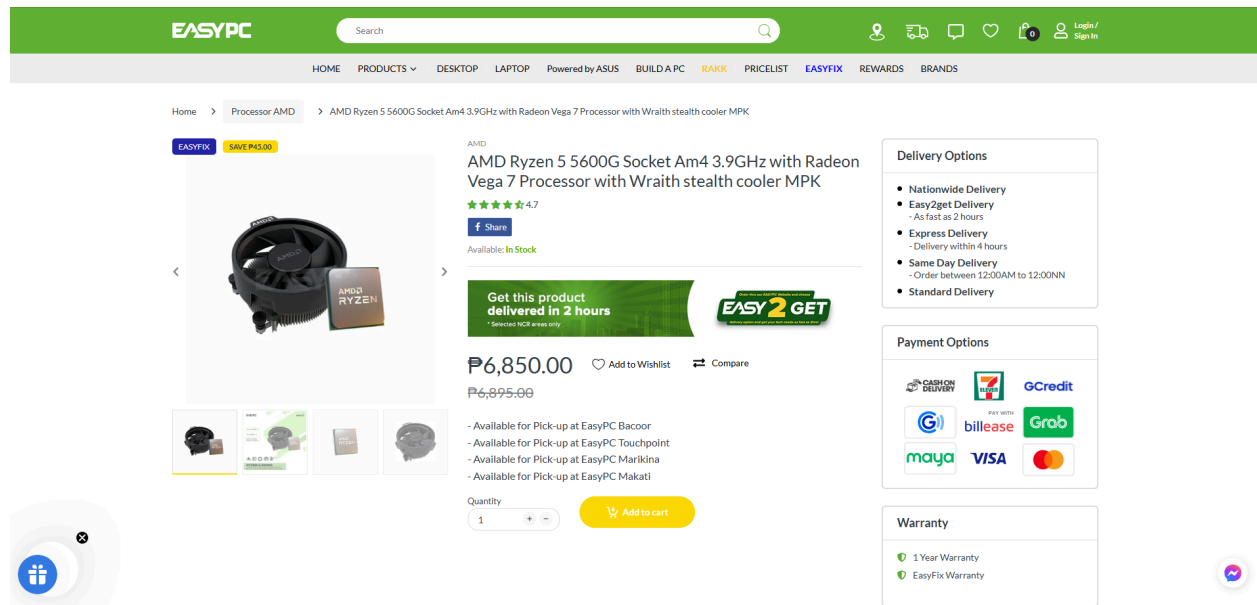 EASYPC
Search
0
Login /
Sign In
HOME
PRODUCTS
DESKTOP
LAPTOP
Powered by ASUS
BUILD A PC
RAKK
PRICELIST
EASYFIX
REWARDS
BRANDS
Home > Processor AMD > AMD Ryzen 5 5600G Socket Am4 3.9GHz with Radeon Vega 7 Processor with Wraith stealth cooler MPK
EASYFIX
SAVE ₱45.00
AMD
AMD
AMD
RYZEN
AMD
AMD Ryzen 5 5600G Socket Am4 3.9GHz with Radeon
Vega 7 Processor with Wraith stealth cooler MPK
4.7
f Share
Available: In Stock
Get this product
delivered in 2 hours
* Selected NCR areas only
EASY 2 GET
₱6,850.00
Add to Wishlist
Compare
₱6,895.00
- Available for Pick-up at EasyPC Bacoor
- Available for Pick-up at EasyPC Touchpoint
- Available for Pick-up at EasyPC Marikina
- Available for Pick-up at EasyPC Makati
Quantity
1 + −
Add to cart
Delivery Options
Nationwide Delivery
Easy2get Delivery
- As fast as 2 hours
Express Delivery
- Delivery within 4 hours
Same Day Delivery
- Order between 12:00AM to 12:00NN
Standard Delivery
Payment Options
CASH ON
DELIVERY
7
ELEVEN
GCredit
G
PAY WITH
billease
Grab
maya
VISA
Warranty
1 Year Warranty
EasyFix Warranty